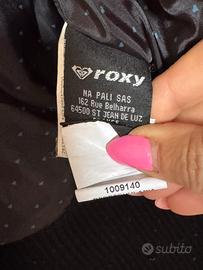 roxy
NA PALI SAS
162 Rue Belharra
64500 ST JEAN DE LUZ
1009140
subito